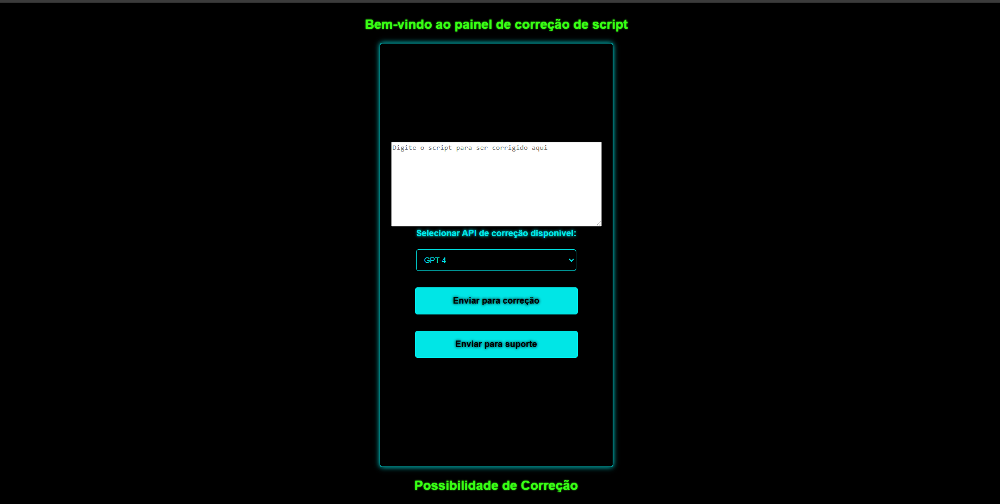 Bem-vindo ao painel de correção de script
Digite o script para ser corrigido aqui
Selecionar API de correção disponível:
GPT-4
Enviar para correção
Enviar para suporte
Possibilidade de Correção